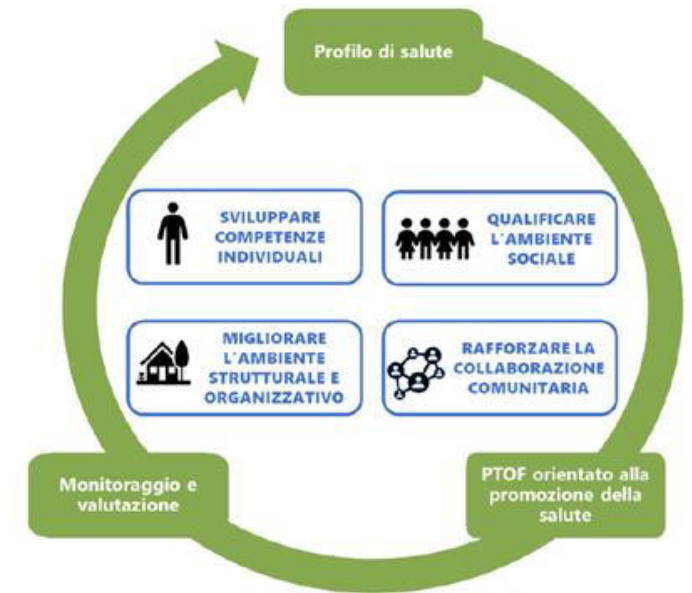 Profilo di salute
SVILUPPARE
COMPETENZE
INDIVIDUALI
QUALIFICARE
L'AMBIENTE
SOCIALE
MIGLIORARE
L'AMBIENTE
STRUTTURALE E
ORGANIZZATIVO
RAFFORZARE LA
COLLABORAZIONE
COMUNITARIA
Monitoraggio e
valutazione
PTOF orientato alla
promozione della
salute